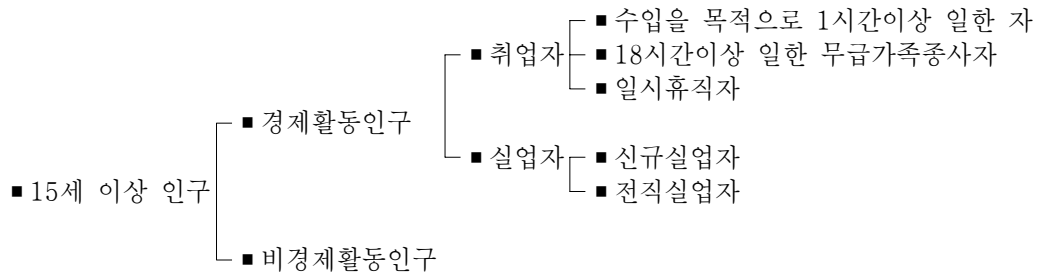 ■ 수입을 목적으로 1시간이상 일한 자
■ 취업자 ■ 18시간이상 일한 무급가족종사자
■ 일시휴직자
■ 경제활동인구
■ 실업자 ■ 신규실업자
■ 전직실업자
■ 15세 이상 인구
■ 비경제활동인구